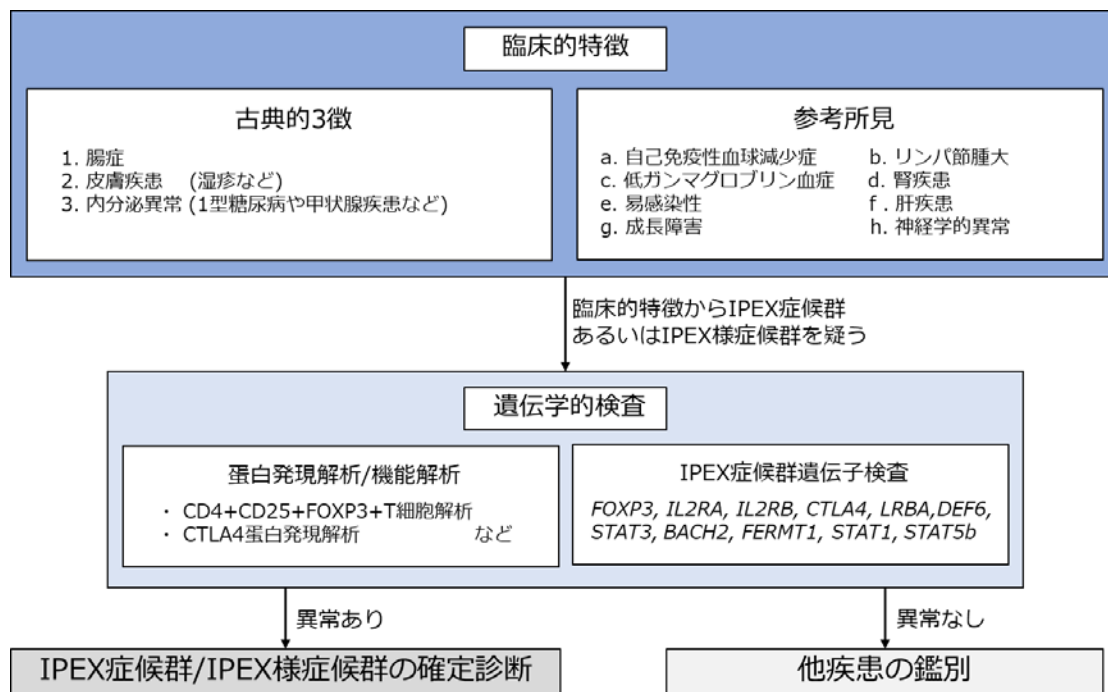 臨床的特徴
古典的3徴
1. 腸症
2. 皮膚疾患 (湿疹など)
3. 内分泌異常 (1型糖尿病や甲状腺疾患など)
参考所見
a. 自己免疫性血球減少症 b. リンパ節腫大
c. 低ガンマグロブリン血症 d. 腎疾患
e. 易感染性 f. 肝疾患
g. 成長障害 h. 神経学的異常
臨床的特徴からIPEX症候群
あるいはIPEX様症候群を疑う
遺伝学的検査
蛋白発現解析/機能解析
・ CD4+CD25+FOXP3+T細胞解析
・ CTLA4蛋白発現解析 など
IPEX症候群遺伝子検査
FOXP3, IL2RA, IL2RB, CTLA4, LRBA,DEF6,
STAT3, BACH2, FERMT1, STAT1, STAT5b
異常あり
異常なし
IPEX症候群/IPEX様症候群の確定診断
他疾患の鑑別